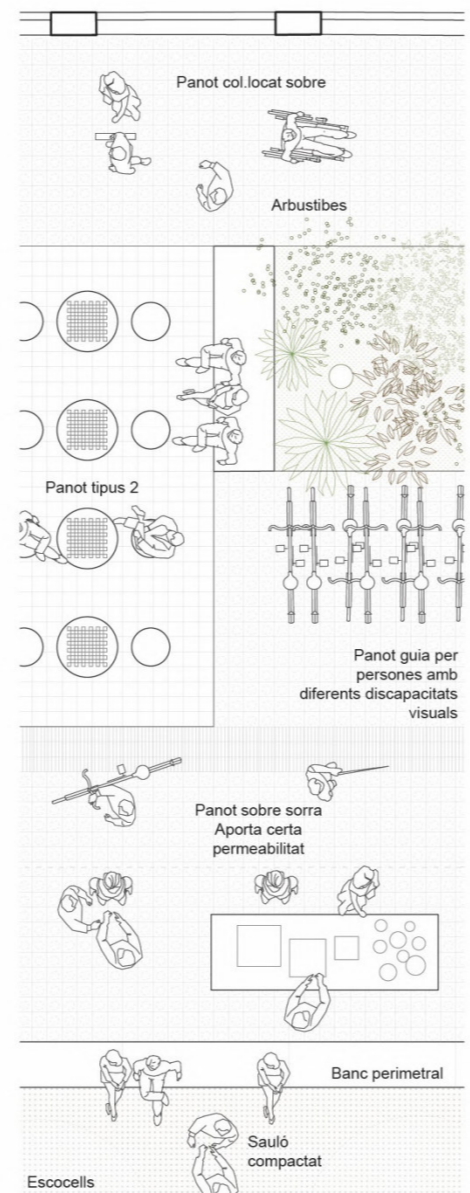 Panot col.locat sobre
Arbustibes
Panot tipus 2
Panot guia per
persones amb
diferents discapacitats
visuals
Panot sobre sorra
Aporta certa
permeabilitat
Banc perimetral
Sauló
compactat
Escocells